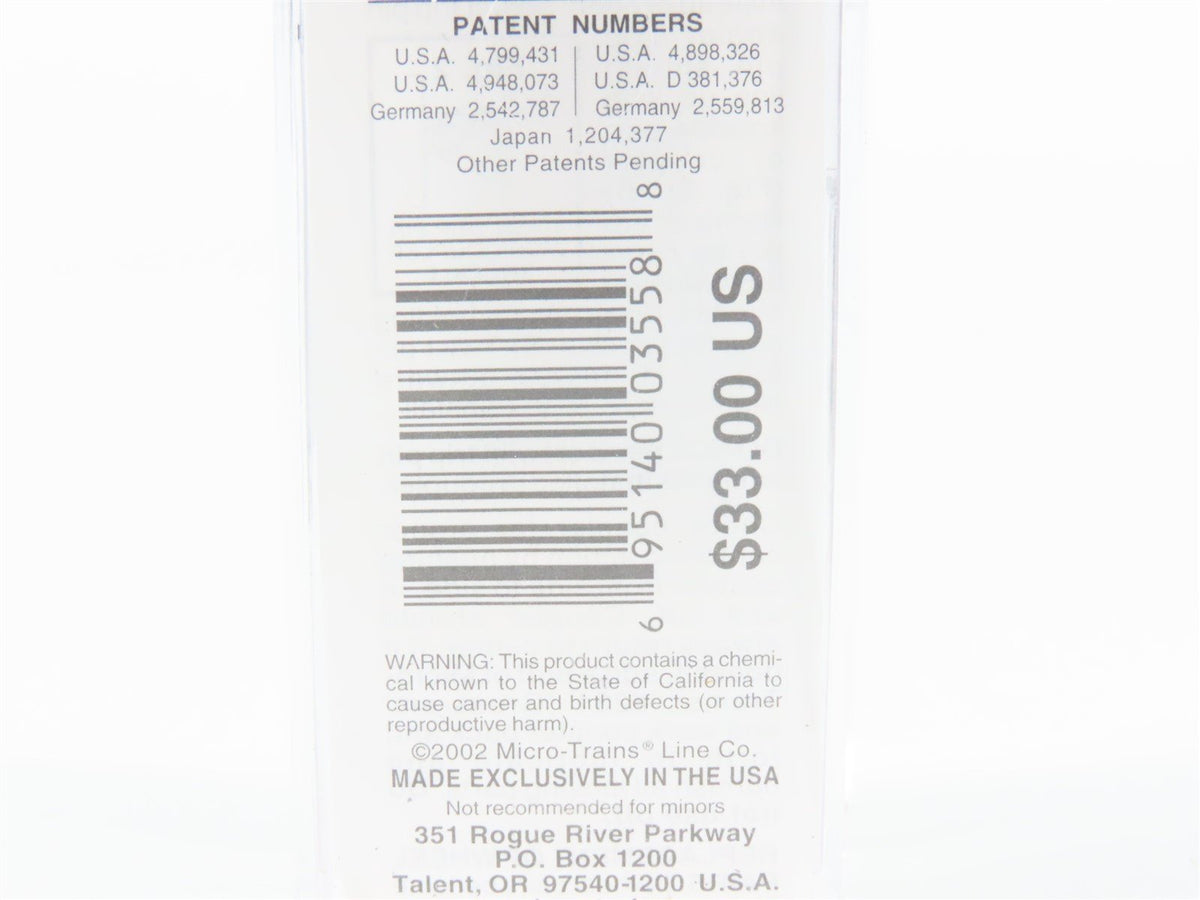 PATENT NUMBERS
U.S.A. 4,799,431 | U.S.A. 4,898,326
U.S.A. 4,948,073 | U.S.A. D 381,376
Germany 2,542,787 | Germany 2,559,813
Japan 1,204,377
Other Patents Pending
6 95140 03558 8
$33.00 US
WARNING: This product contains a chemi-
cal known to the State of California to
cause cancer and birth defects (or other
reproductive harm).
©2002 Micro-Trains® Line Co.
MADE EXCLUSIVELY IN THE USA
Not recommended for minors
351 Rogue River Parkway
P.O. Box 1200
Talent, OR 97540-1200 U.S.A.